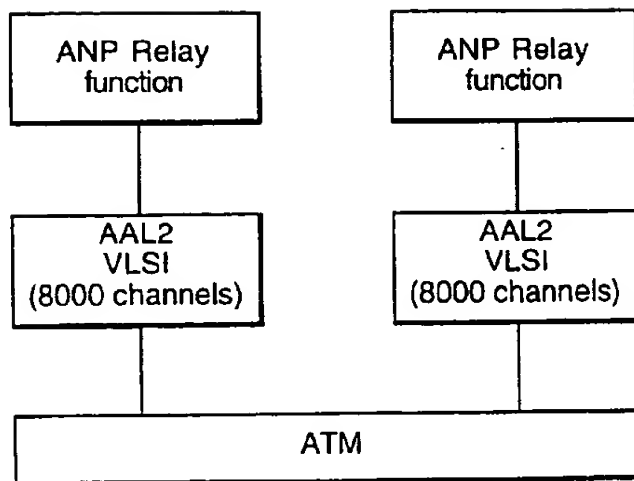 ANP Relay
function
ANP Relay
function
AAL2
VLSI
(8000 channels)
AAL2
VLSI
(8000 channels)
ATM